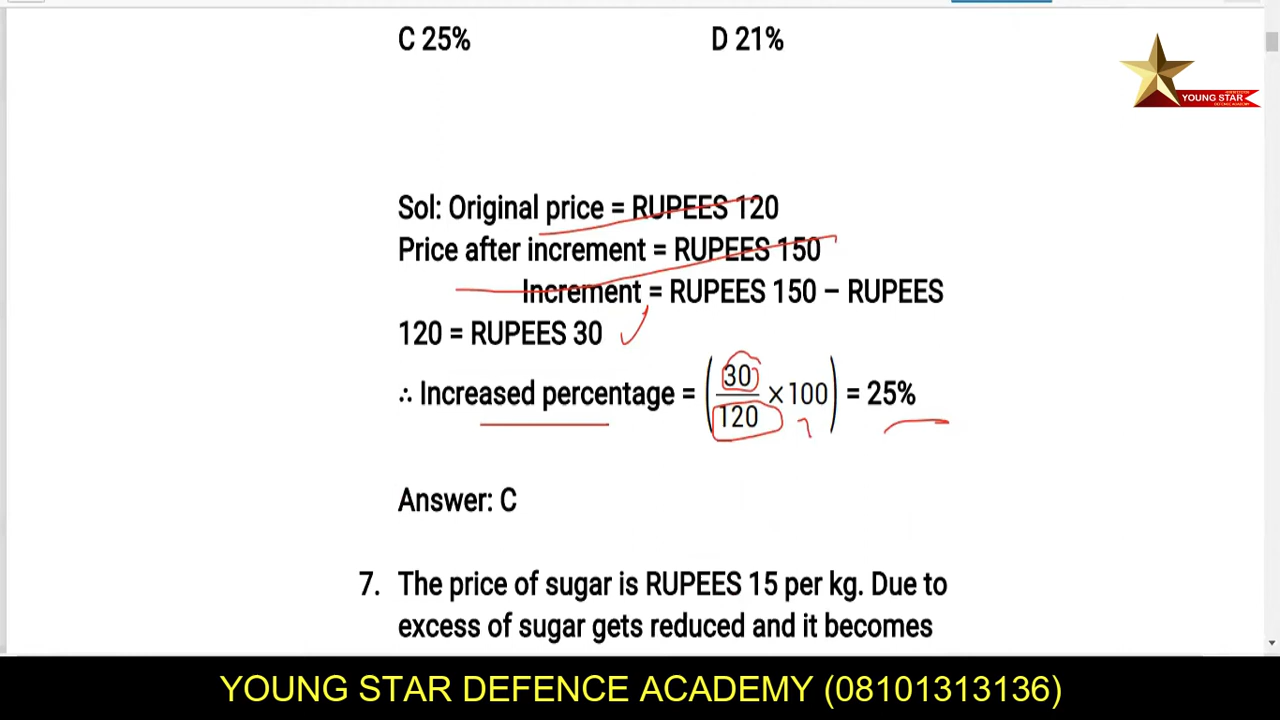 C 25% D 21%
YOUNG STAR
DEFENCE ACADEMY
Sol: Original price = RUPEES 120
Price after increment = RUPEES 150
Increment = RUPEES 150 – RUPEES
120 = RUPEES 30
∴ Increased percentage = (30/120 ×100) = 25%
Answer: C
7. The price of sugar is RUPEES 15 per kg. Due to
excess of sugar gets reduced and it becomes
YOUNG STAR DEFENCE ACADEMY (08101313136)